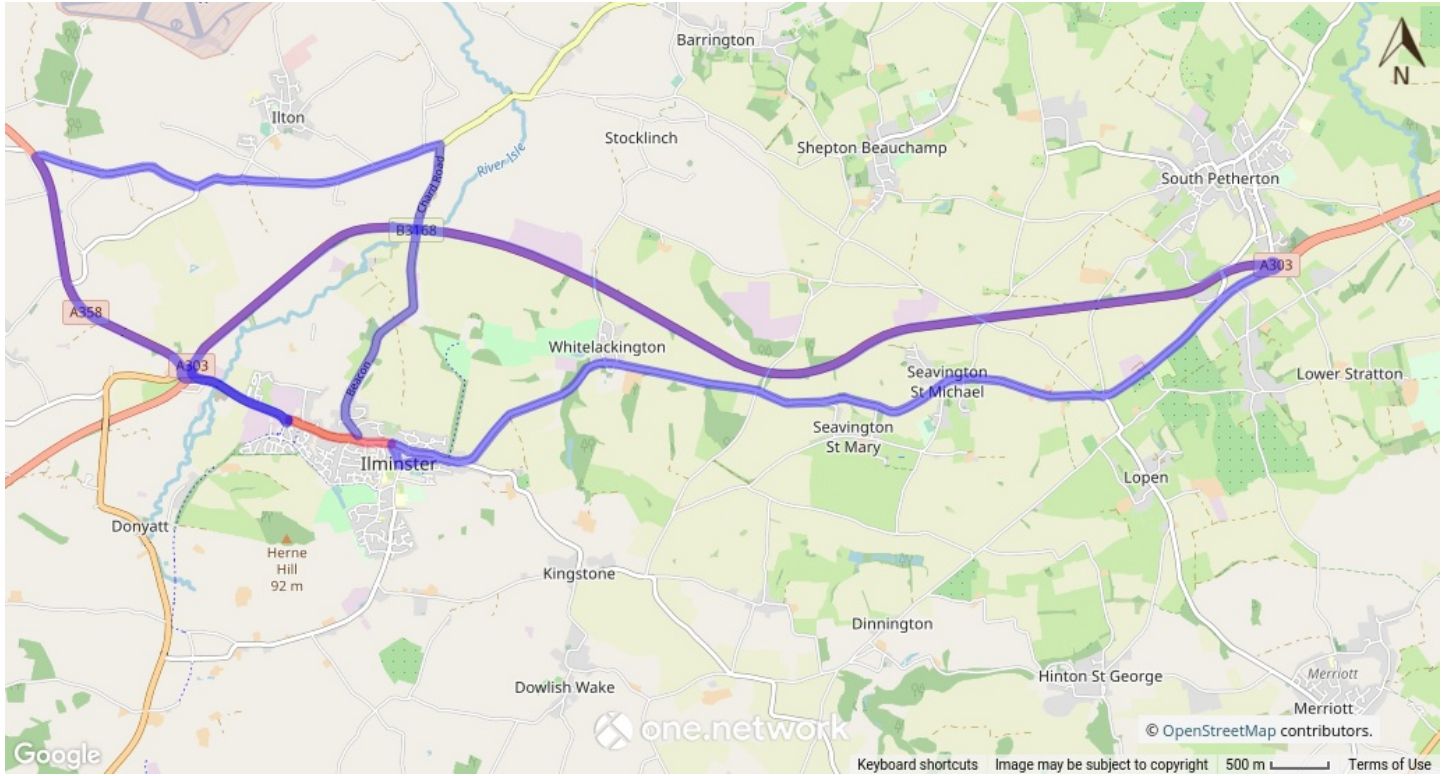 Barrington
N
Ilton
Stocklinch
Shepton Beauchamp
River Isle
South Petherton
Chard Road
B3168
A303
A358
Whitelackington
A303
Seavington
St Michael
Lower Stratton
Beacon
Seavington
St Mary
Ilminster
Lopen
Donyatt
Herne
Hill
92 m
Kingstone
Dinnington
Hinton St George
Merriott
Dowlish Wake
Merriott
one.network
© OpenStreetMap contributors.
Google
Keyboard shortcuts
Image may be subject to copyright
500 m
Terms of Use